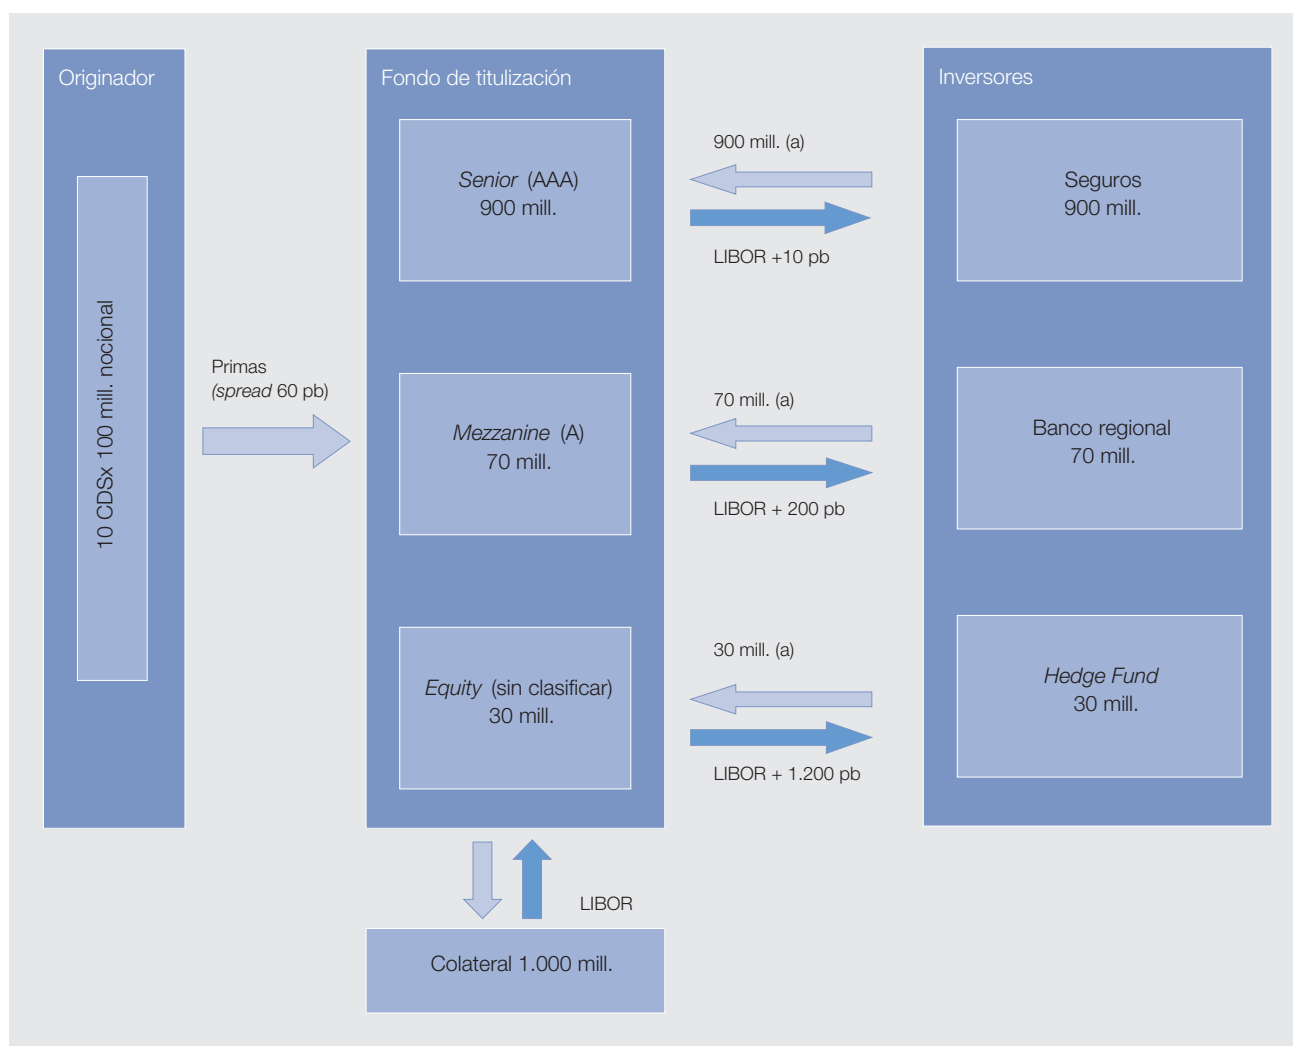 Originador
10 CDSx 100 mill. nocional
Primas
(spread 60 pb)
Fondo de titulización
Senior (AAA)
900 mill.
Mezzanine (A)
70 mill.
Equity (sin clasificar)
30 mill.
900 mill. (a)
LIBOR +10 pb
70 mill. (a)
LIBOR + 200 pb
30 mill. (a)
LIBOR + 1.200 pb
Inversores
Seguros
900 mill.
Banco regional
70 mill.
Hedge Fund
30 mill.
LIBOR
Colateral 1.000 mill.